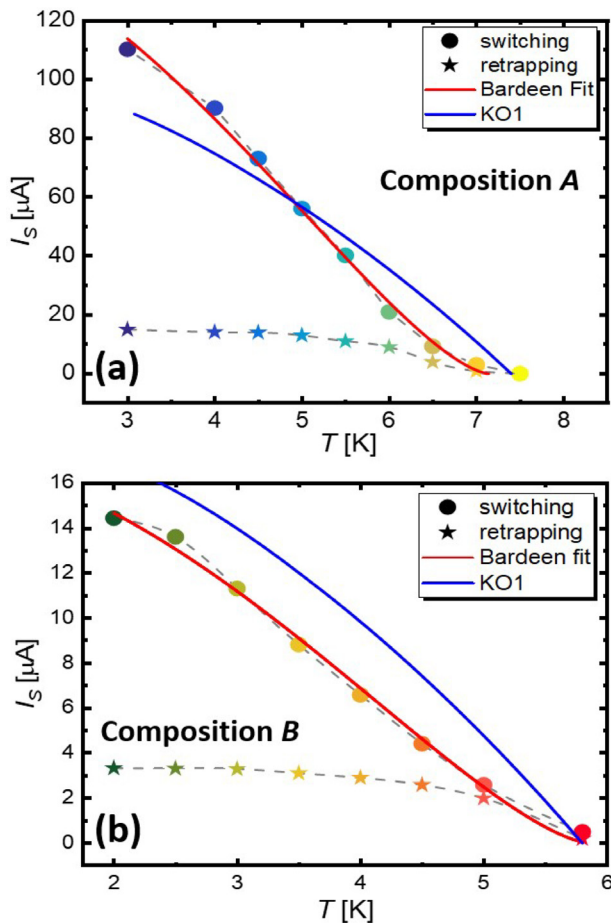 120
100
80
60
40
20
0
I_S [μA]
switching
retrapping
Bardeen Fit
KO1
Composition A
(a)
3 4 5 6 7 8
T [K]
16
14
12
10
8
6
4
2
0
I_S [μA]
switching
retrapping
Bardeen fit
KO1
Composition B
(b)
2 3 4 5 6
T [K]